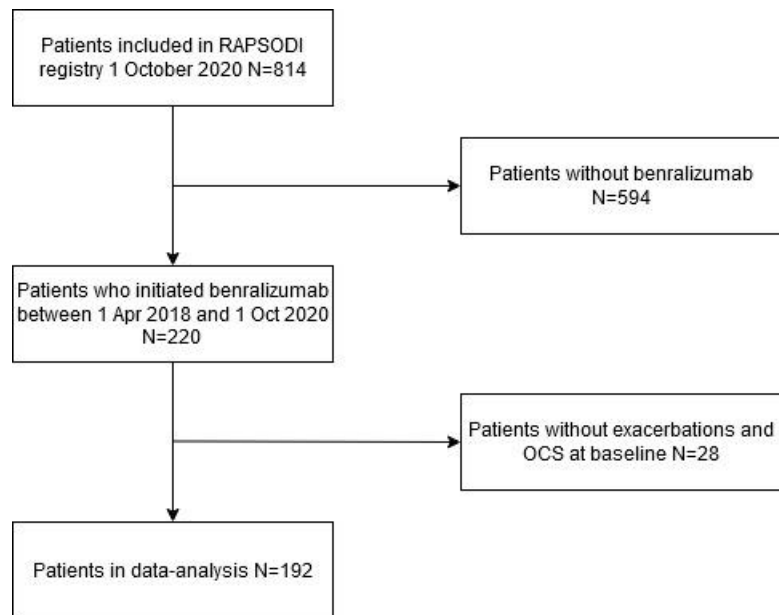 Patients included in RAPSODI
registry 1 October 2020 N=814
Patients without benralizumab
N=594
Patients who initiated benralizumab
between 1 Apr 2018 and 1 Oct 2020
N=220
Patients without exacerbations and
OCS at baseline N=28
Patients in data-analysis N=192